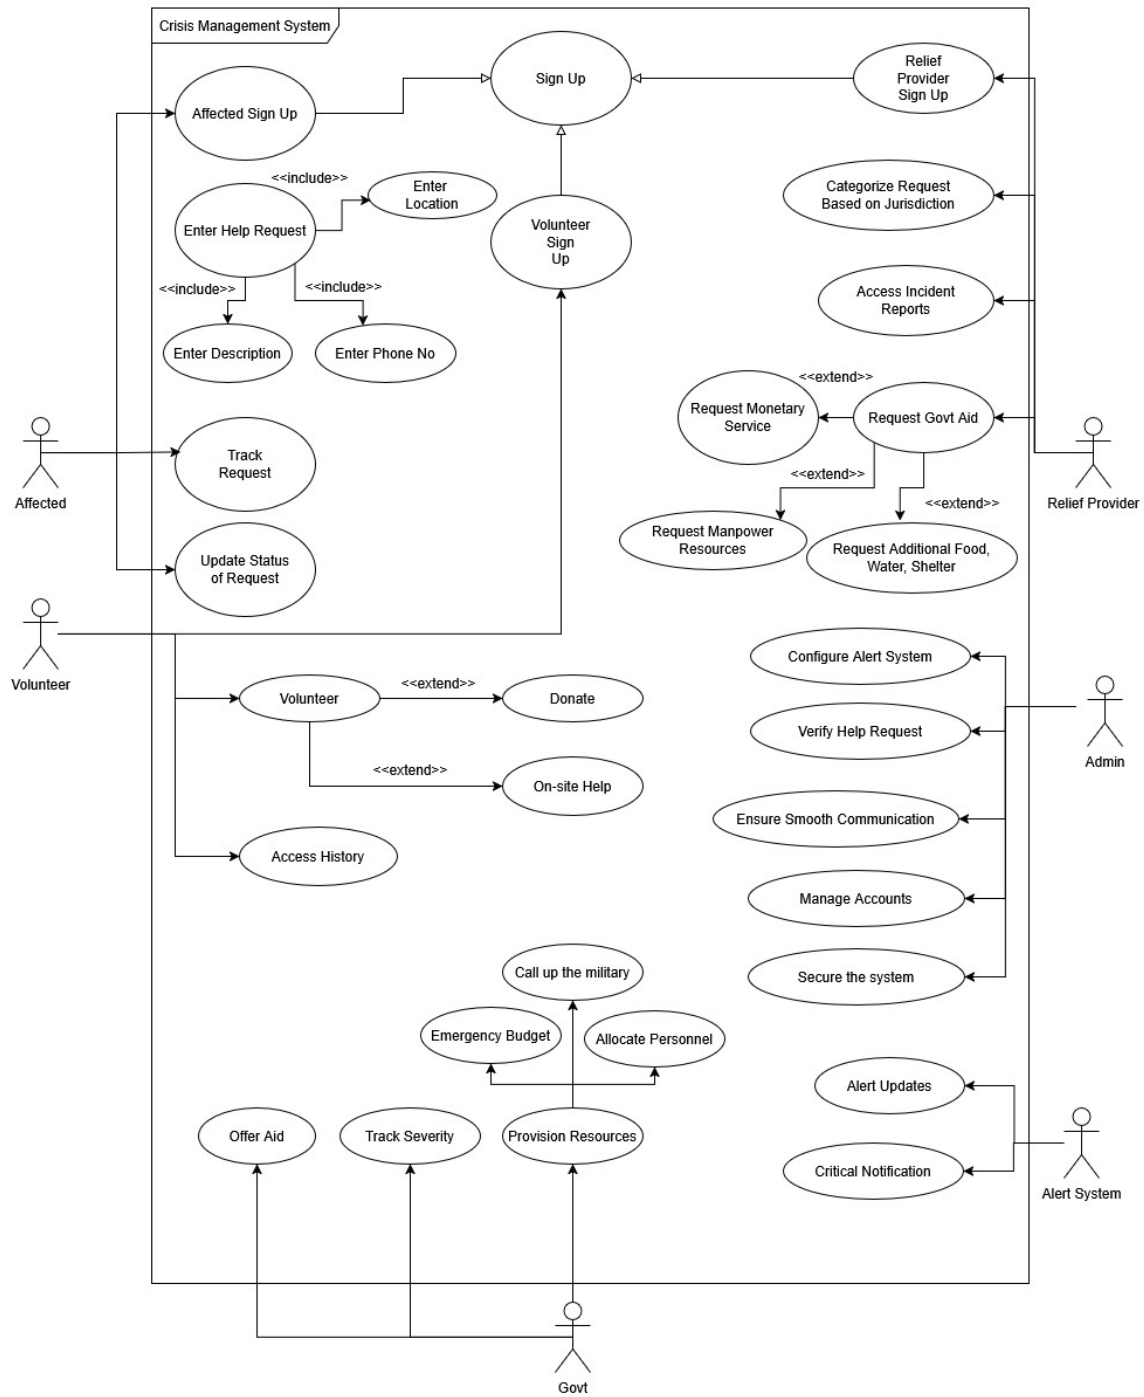 Crisis Management System
Sign Up
Relief
Provider
Sign Up
Affected Sign Up
<<include>>
Enter
Location
Categorize Request
Based on Jurisdiction
Enter Help Request
Volunteer
Sign
Up
<<include>>
<<include>>
Access Incident
Reports
Enter Description
Enter Phone No
<<extend>>
Request Monetary
Service
Request Govt Aid
Track
Request
<<extend>>
Affected
Relief Provider
<<extend>>
Request Manpower
Resources
Request Additional Food,
Water, Shelter
Update Status
of Request
Configure Alert System
Volunteer
Volunteer
<<extend>>
Donate
Verify Help Request
Admin
<<extend>>
On-site Help
Ensure Smooth Communication
Access History
Manage Accounts
Call up the military
Secure the system
Emergency Budget
Allocate Personnel
Alert Updates
Offer Aid
Track Severity
Provision Resources
Critical Notification
Alert System
Govt